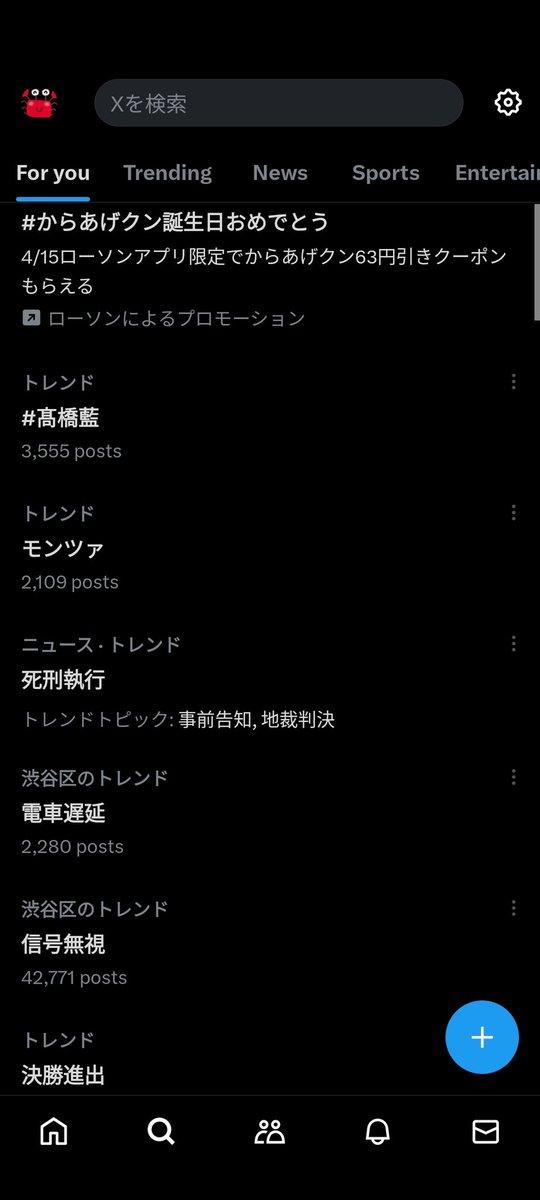 Xを検索
For you Trending News Sports Entertai
#からあげクン誕生日おめでとう
4/15ローソンアプリ限定でからあげクン63円引きクーポン
もらえる
ローソンによるプロモーション
トレンド
#髙橋藍
3,555 posts
トレンド
モンツァ
2,109 posts
ニュース · トレンド
死刑執行
トレンドトピック: 事前告知, 地裁判決
渋谷区のトレンド
電車遅延
2,280 posts
渋谷区のトレンド
信号無視
42,771 posts
トレンド
決勝進出